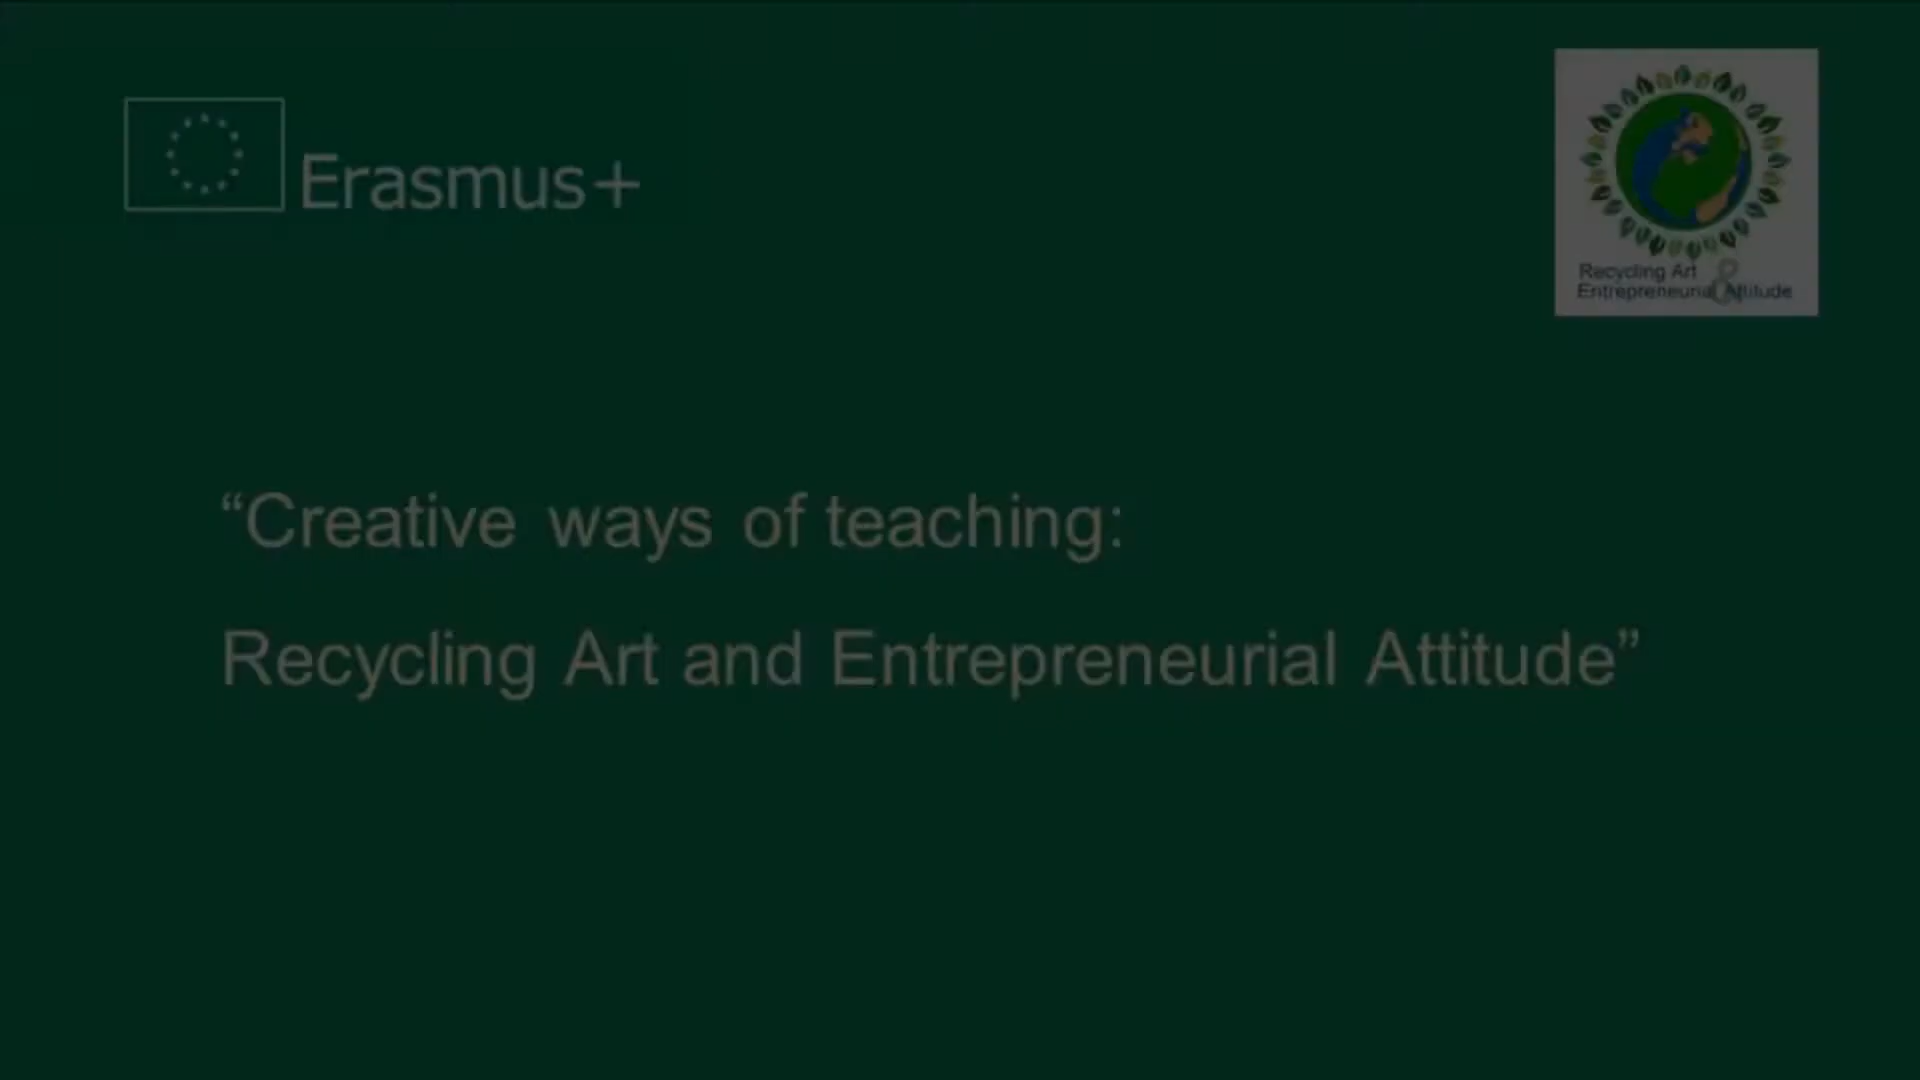 Erasmus+
Recycling Art &
Entrepreneurial Attitude
“Creative ways of teaching:
Recycling Art and Entrepreneurial Attitude”